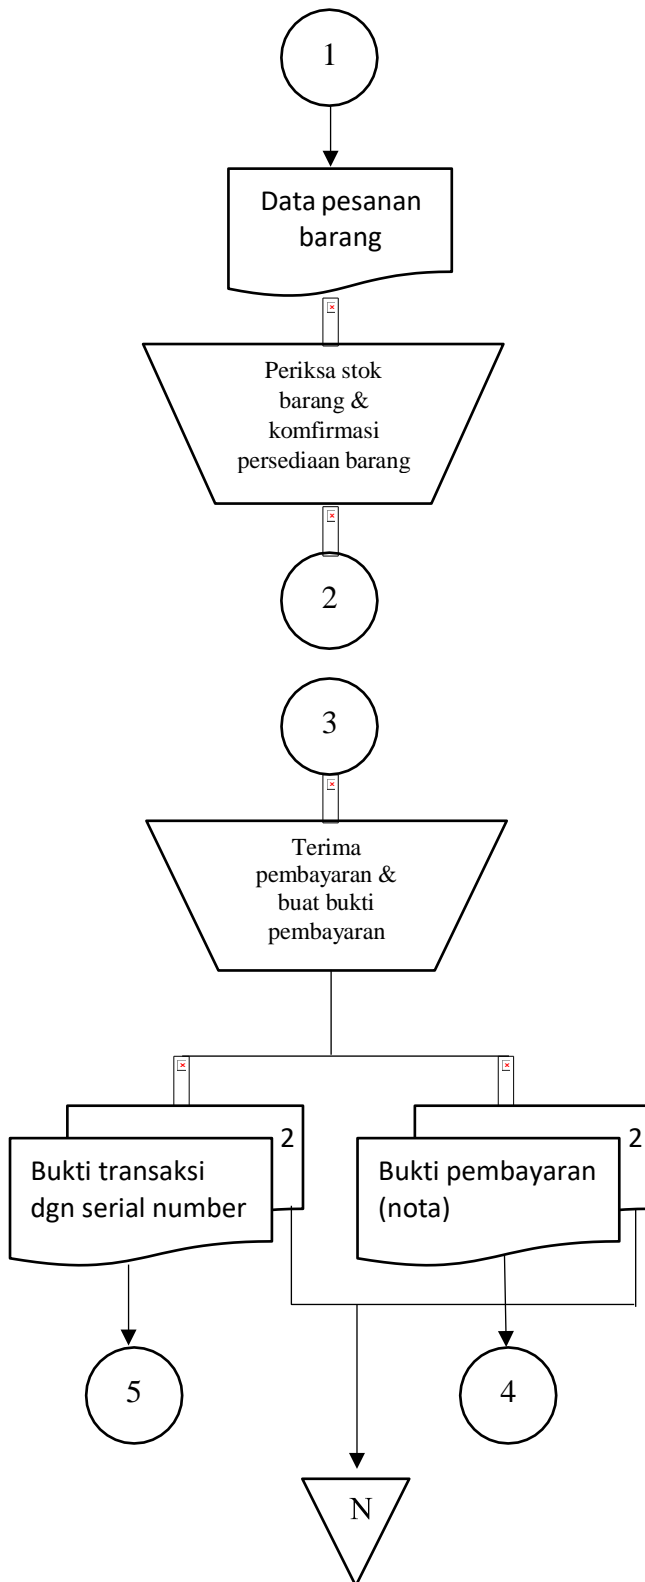 1
Data pesanan
barang
Periksa stok
barang &
komfirmasi
persediaan barang
2
3
Terima
pembayaran &
buat bukti
pembayaran
2
Bukti transaksi
dgn serial number
2
Bukti pembayaran
(nota)
5
4
N